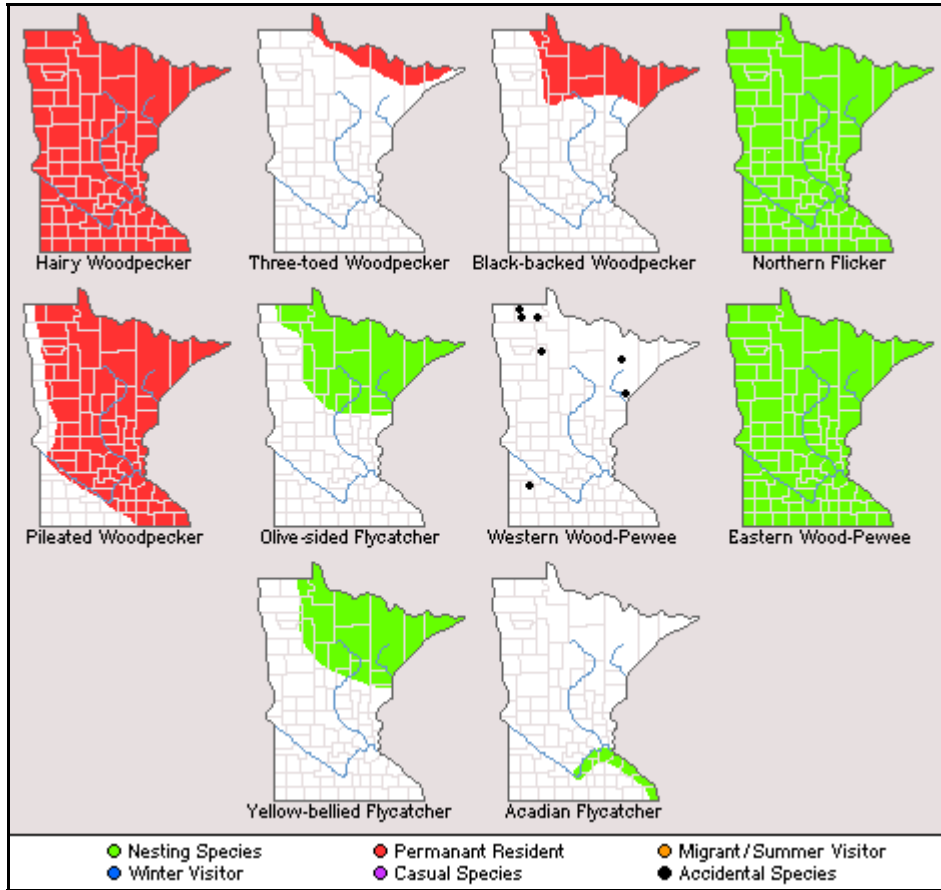 Hairy Woodpecker
Three-toed Woodpecker
Black-backed Woodpecker
Northern Flicker
Pileated Woodpecker
Olive-sided Flycatcher
Western Wood-Pewee
Eastern Wood-Pewee
Yellow-bellied Flycatcher
Acadian Flycatcher
Nesting Species
Permanant Resident
Migrant/Summer Visitor
Winter Visitor
Casual Species
Accidental Species